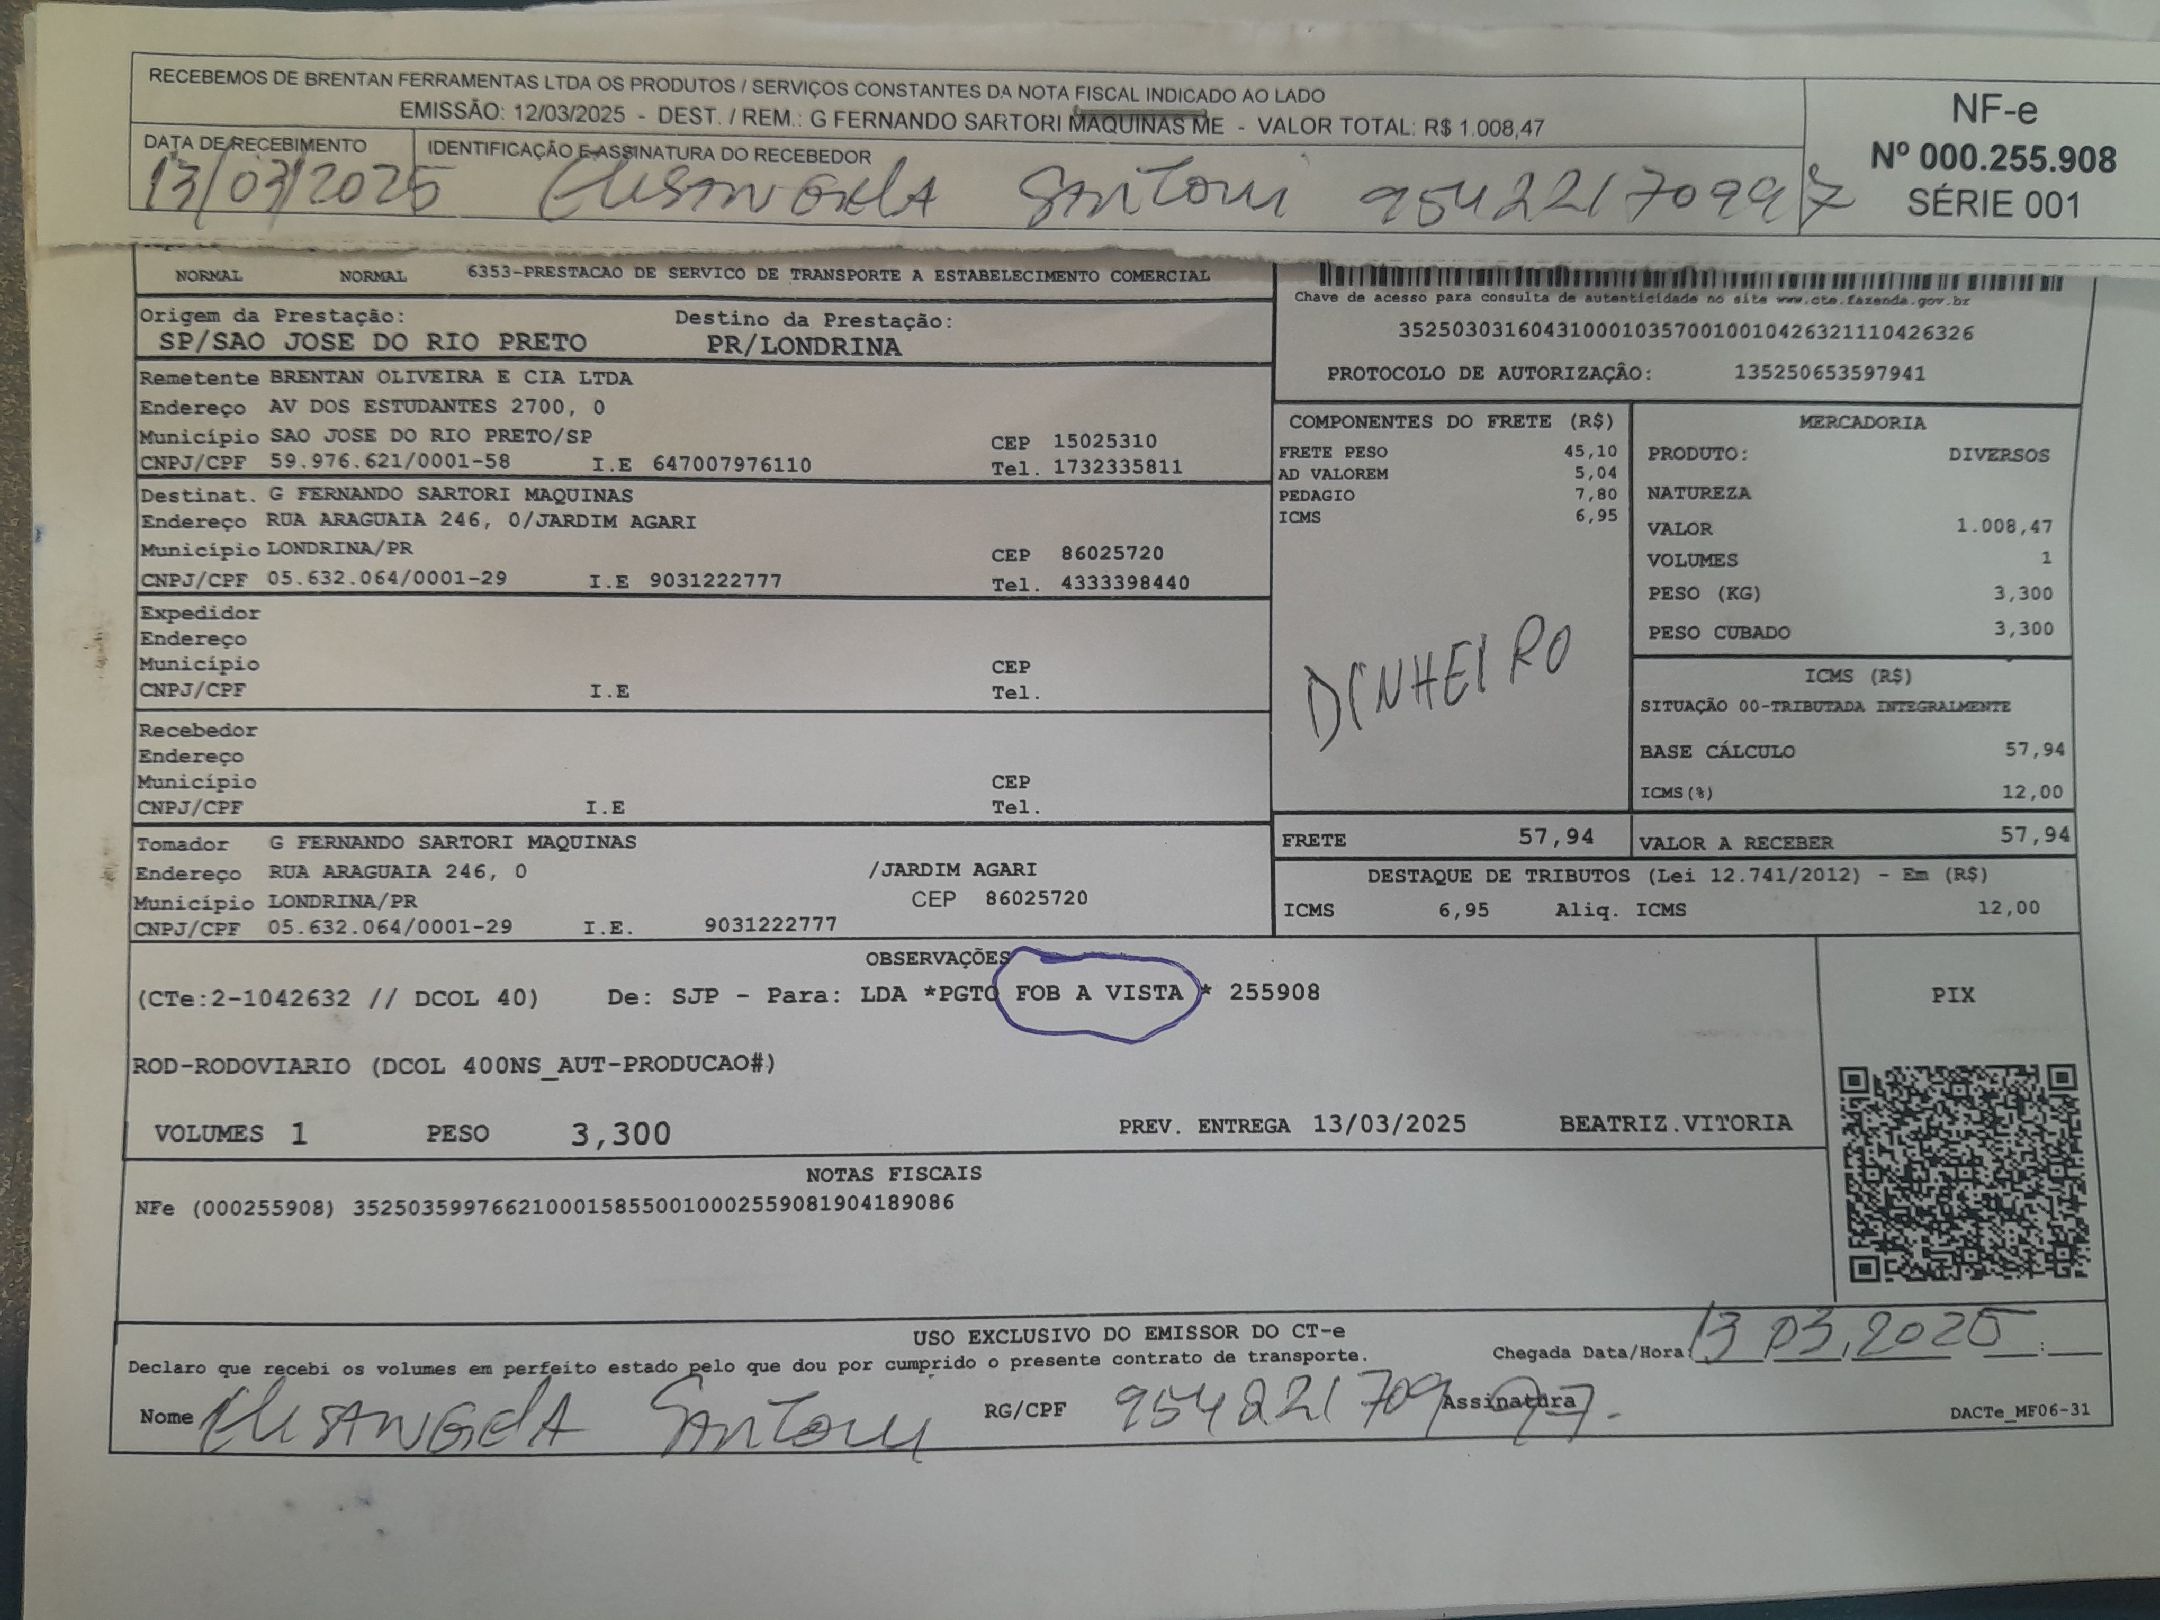 RECEBEMOS DE BRENTAN FERRAMENTAS LTDA OS PRODUTOS / SERVIÇOS CONSTANTES DA NOTA FISCAL INDICADO AO LADO
EMISSÃO: 12/03/2025 - DEST. / REM.: G FERNANDO SARTORI MAQUINAS ME - VALOR TOTAL: R$ 1.008,47
NF-e
Nº 000.255.908
SÉRIE 001
DATA DE RECEBIMENTO IDENTIFICAÇÃO E ASSINATURA DO RECEBEDOR
13/03/2025 Elisangela Sartori 95422170997
NORMAL NORMAL 6353-PRESTACAO DE SERVICO DE TRANSPORTE A ESTABELECIMENTO COMERCIAL
Chave de acesso para consulta de autenticidade no site www.cte.fazenda.gov.br
35250303160431000103570010010426321110426326
PROTOCOLO DE AUTORIZAÇÃO: 135250653597941
Origem da Prestação: Destino da Prestação:
SP/SAO JOSE DO RIO PRETO PR/LONDRINA
Remetente BRENTAN OLIVEIRA E CIA LTDA
Endereço AV DOS ESTUDANTES 2700, 0
Município SAO JOSE DO RIO PRETO/SP CEP 15025310
CNPJ/CPF 59.976.621/0001-58 I.E 647007976110 Tel. 1732335811
Destinat. G FERNANDO SARTORI MAQUINAS
Endereço RUA ARAGUAIA 246, 0/JARDIM AGARI
Município LONDRINA/PR CEP 86025720
CNPJ/CPF 05.632.064/0001-29 I.E 9031222777 Tel. 4333398440
Expedidor
Endereço
Município CEP
CNPJ/CPF I.E Tel.
Recebedor
Endereço
Município CEP
CNPJ/CPF I.E Tel.
Tomador G FERNANDO SARTORI MAQUINAS
Endereço RUA ARAGUAIA 246, 0 /JARDIM AGARI
Município LONDRINA/PR CEP 86025720
CNPJ/CPF 05.632.064/0001-29 I.E. 9031222777
COMPONENTES DO FRETE (R$)
FRETE PESO 45,10
AD VALOREM 5,04
PEDAGIO 7,80
ICMS 6,95
DINHEIRO
MERCADORIA
PRODUTO: DIVERSOS
NATUREZA
VALOR 1.008,47
VOLUMES 1
PESO (KG) 3,300
PESO CUBADO 3,300
ICMS (R$)
SITUAÇÃO 00-TRIBUTADA INTEGRALMENTE
BASE CÁLCULO 57,94
ICMS(%) 12,00
FRETE 57,94 VALOR A RECEBER 57,94
DESTAQUE DE TRIBUTOS (Lei 12.741/2012) - Em (R$)
ICMS 6,95 Aliq. ICMS 12,00
OBSERVAÇÕES
(CTe:2-1042632 // DCOL 40) De: SJP - Para: LDA *PGTO FOB A VISTA * 255908
ROD-RODOVIARIO (DCOL 400NS_AUT-PRODUCAO#)
VOLUMES 1 PESO 3,300 PREV. ENTREGA 13/03/2025 BEATRIZ.VITORIA
PIX
NOTAS FISCAIS
NFe (000255908) 35250359976621000158550010002559081904189086
USO EXCLUSIVO DO EMISSOR DO CT-e
Declaro que recebi os volumes em perfeito estado pelo que dou por cumprido o presente contrato de transporte. Chegada Data/Hora 13 03 2025 :
Nome Elisangela Sartori RG/CPF 95422170997 Assinatura
DACTe_MF06-31